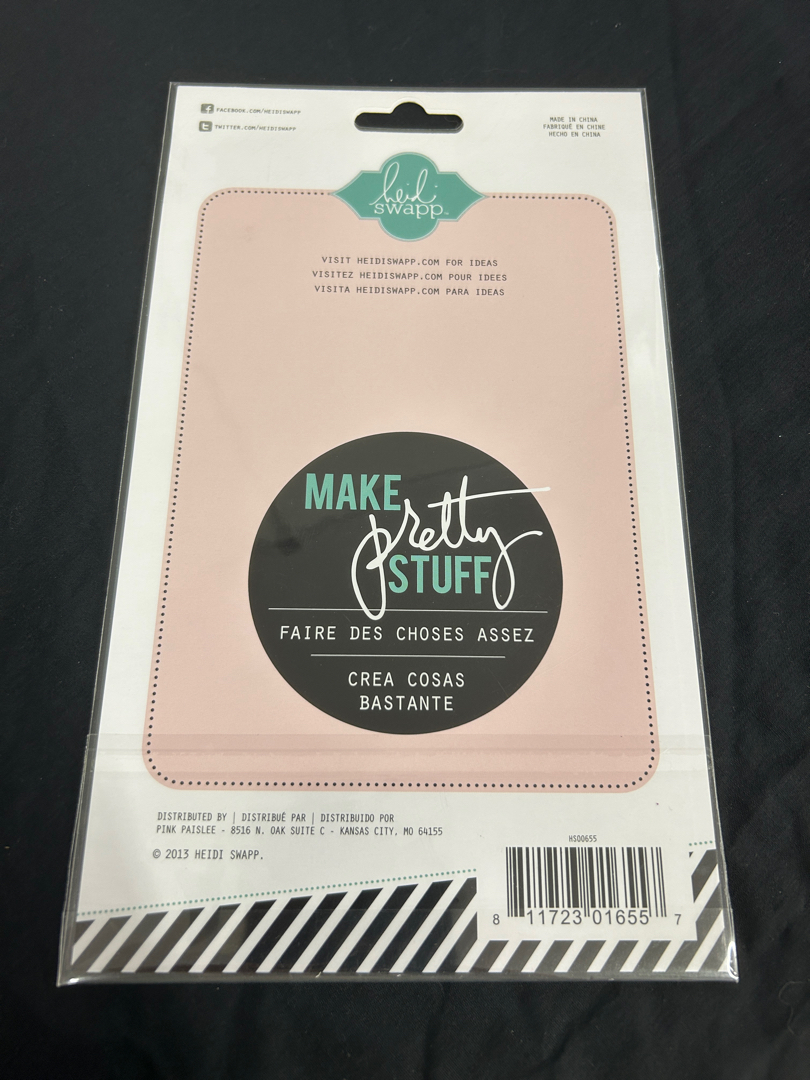 FACEBOOK.COM/HEIDISWAPP
TWITTER.COM/HEIDISWAPP
MADE IN CHINA
FABRIQUÉ EN CHINE
HECHO EN CHINA
heidi
swapp™
VISIT HEIDISWAPP.COM FOR IDEAS
VISITEZ HEIDISWAPP.COM POUR IDEES
VISITA HEIDISWAPP.COM PARA IDEAS
MAKE
pretty
STUFF
FAIRE DES CHOSES ASSEZ
CREA COSAS
BASTANTE
DISTRIBUTED BY | DISTRIBUÉ PAR | DISTRIBUIDO POR
PINK PAISLEE - 8516 N. OAK SUITE C - KANSAS CITY, MO 64155
© 2013 HEIDI SWAPP.
HS00655
8 11723 01655 7